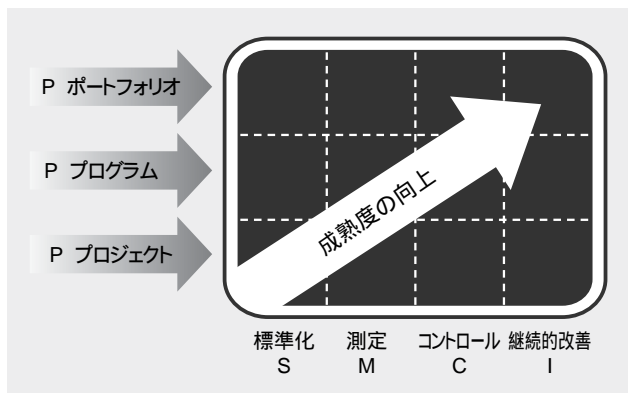 P ポートフォリオ
P プログラム
P プロジェクト
成熟度の向上
標準化 測定 コントロール 継続的改善
S M C I